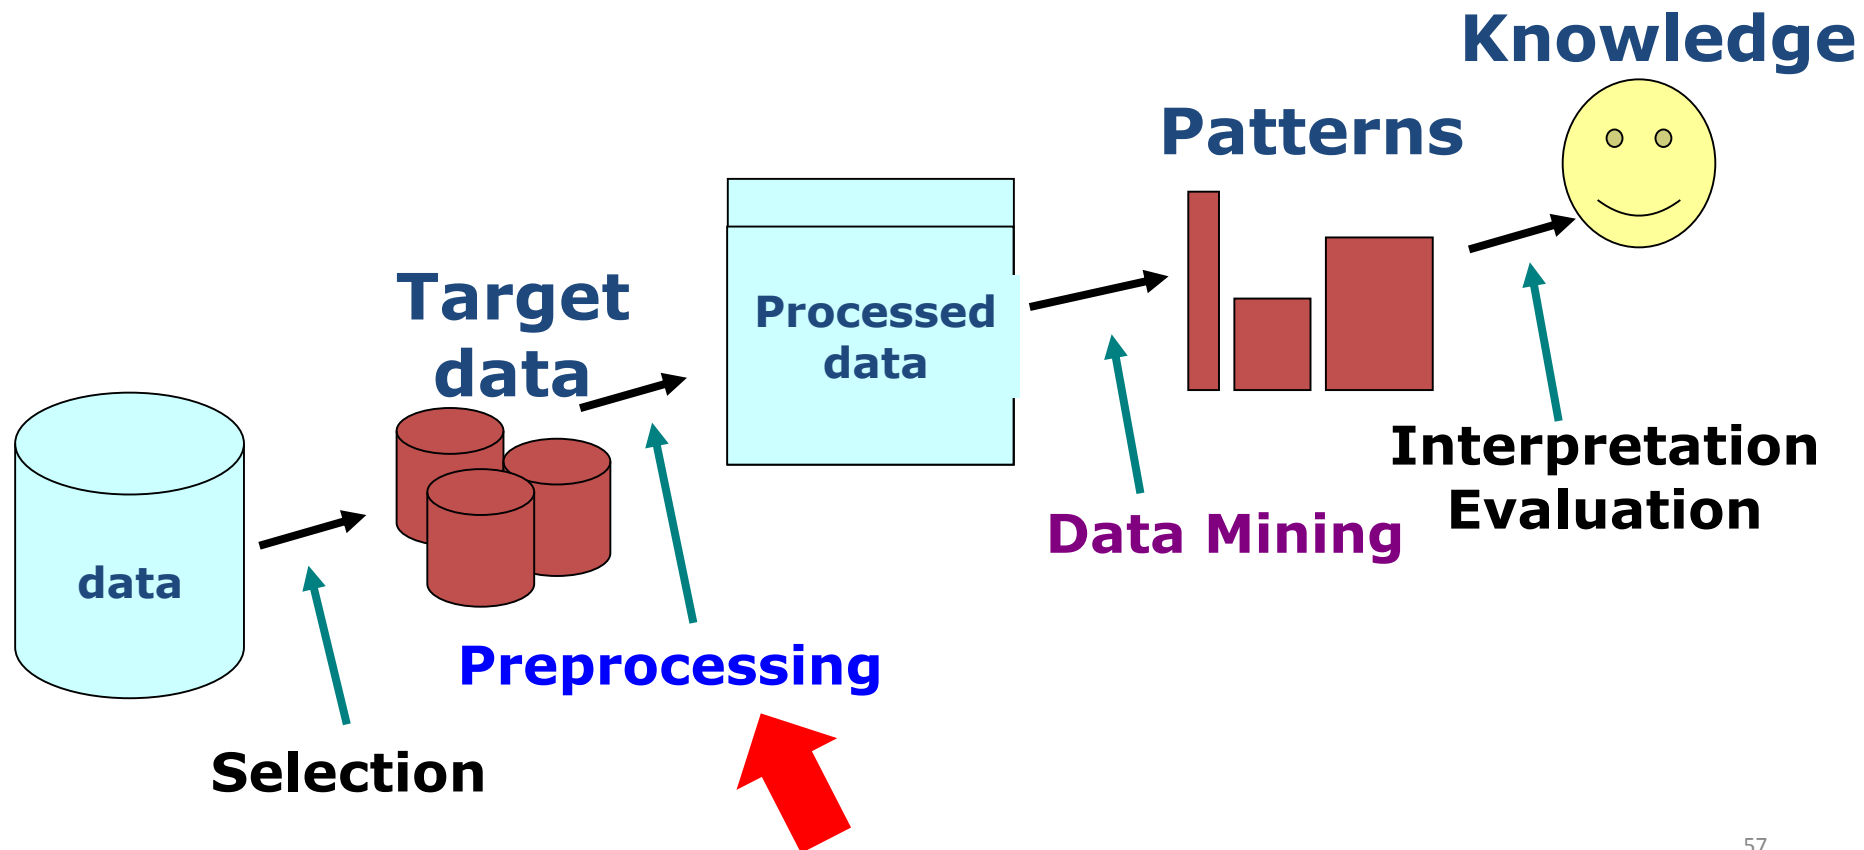 Knowledge
Patterns
Target
data
Processed
data
data
Interpretation
Evaluation
Data Mining
Preprocessing
Selection
57